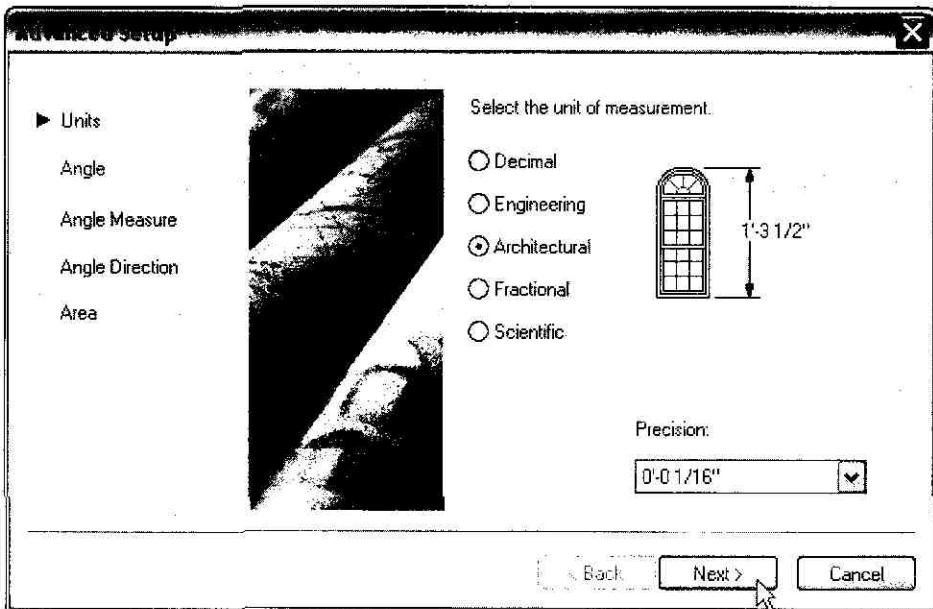 Advanced Setup
Units
Angle
Angle Measure
Angle Direction
Area
Select the unit of measurement.
Decimal
Engineering
Architectural
Fractional
Scientific
1'-3 1/2"
Precision:
0'-0 1/16"
< Back
Next >
Cancel